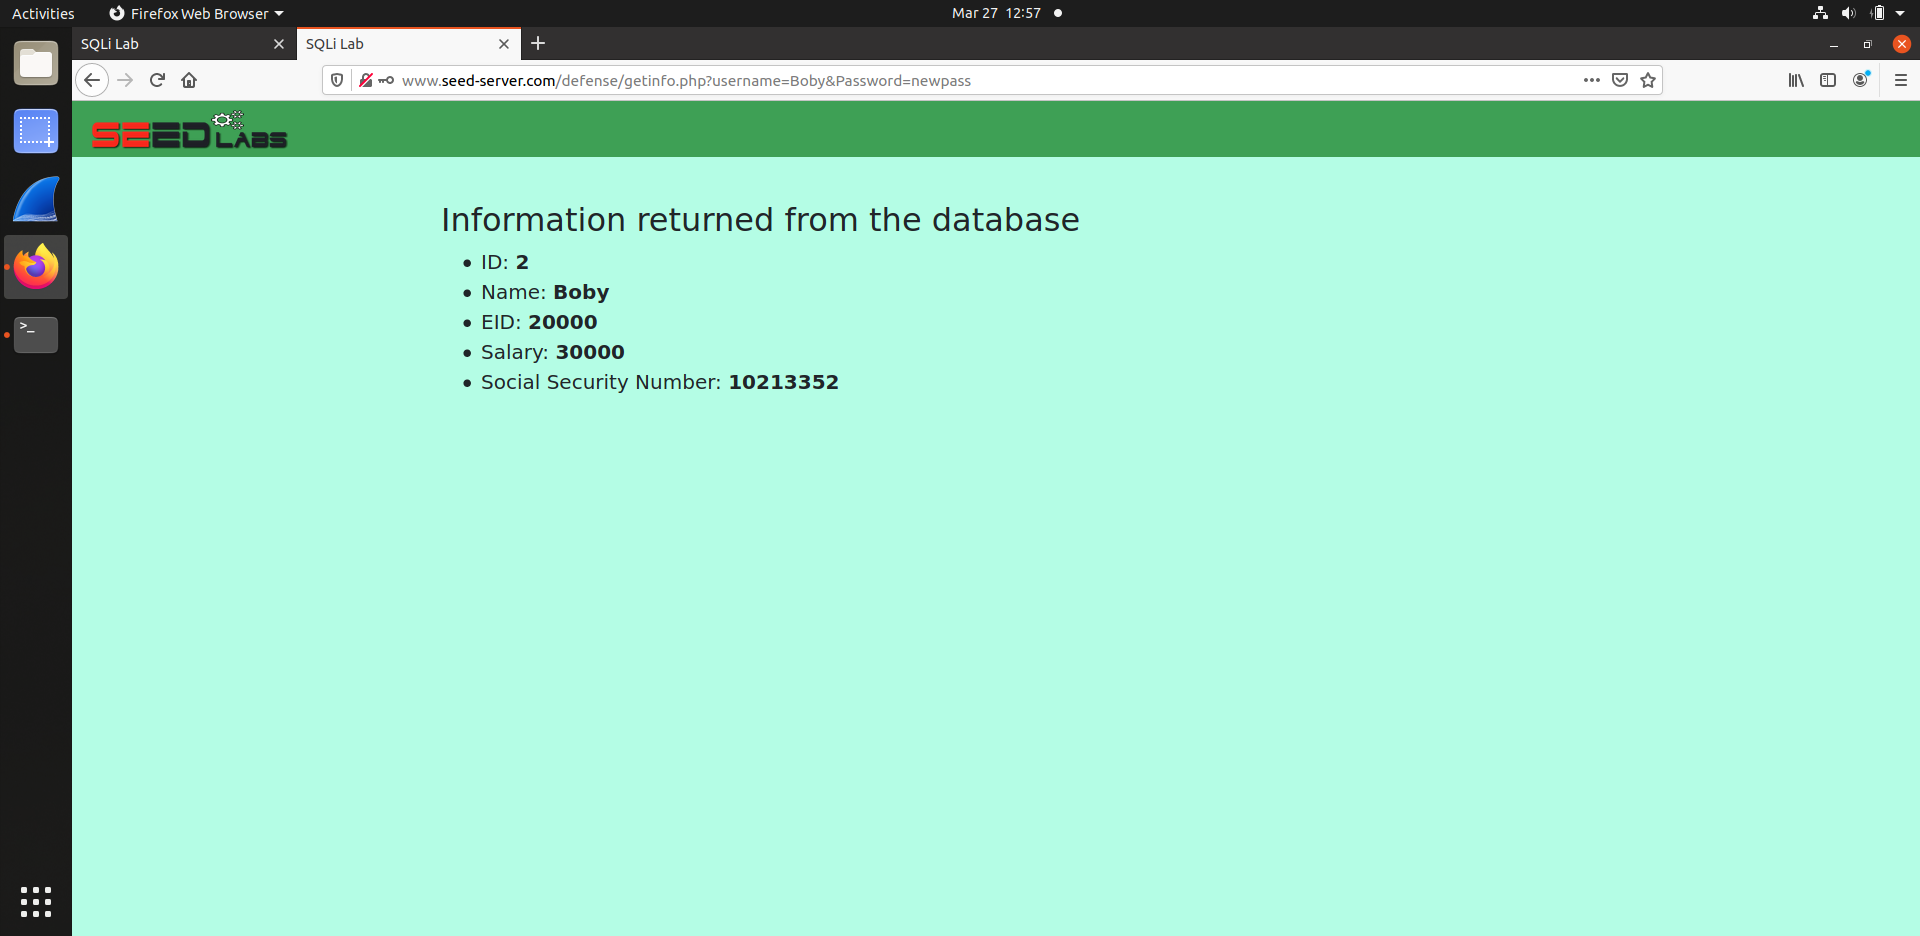 Activities
Firefox Web Browser
Mar 27 12:57
SQLi Lab
SQLi Lab
www.seed-server.com/defense/getinfo.php?username=Boby&Password=newpass
SEED LABS
Information returned from the database
ID: 2
Name: Boby
EID: 20000
Salary: 30000
Social Security Number: 10213352
>_